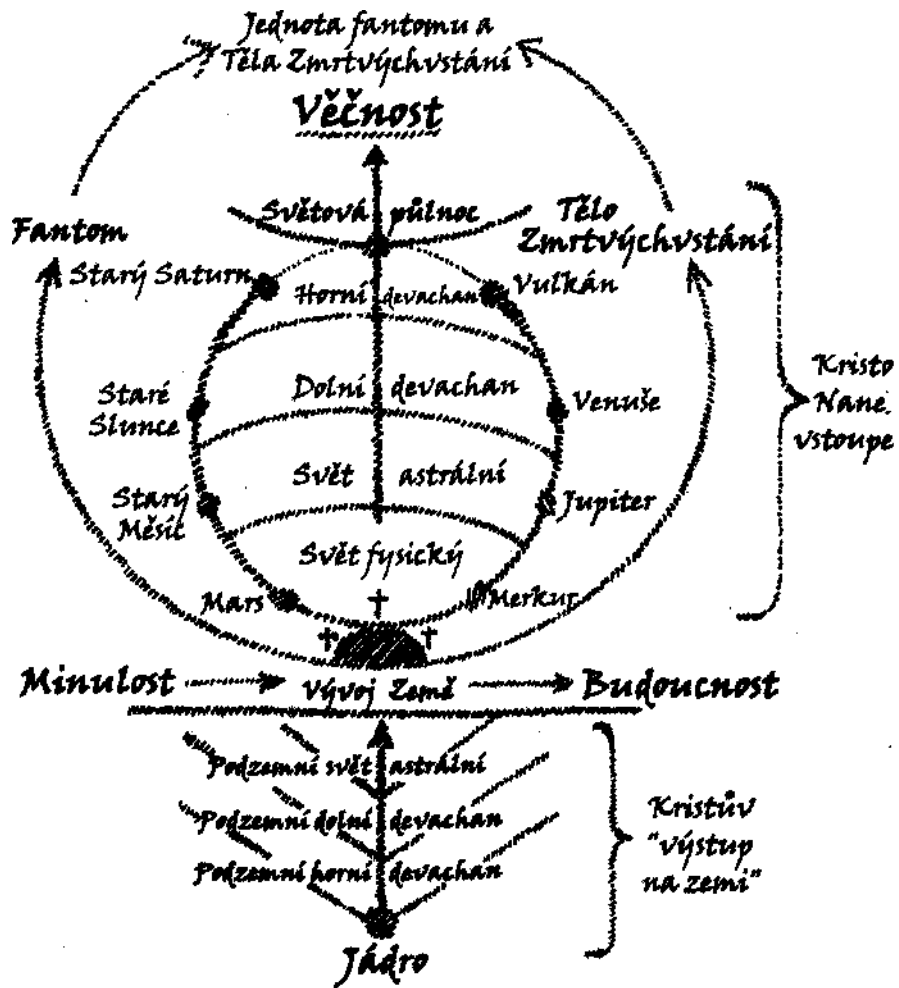 Jednota fantomu a
Těla Zmrtvýchvstání
Věčnost
Světová půlnoc
Fantom
Tělo
Zmrtvýchvstání
Starý Saturn
Vulkán
Horní devachan
Staré
Slunce
Dolní devachan
Venuše
Kristo
Nane.
vstoupe
Starý
Měsíc
Svět astrální
Jupiter
Svět fysický
Mars
Merkur
Minulost
Vývoj Země
Budoucnost
Podzemní svět astrální
Podzemní dolní devachan
Podzemní horní devachan
Kristův
"výstup
na zemi"
Jádro